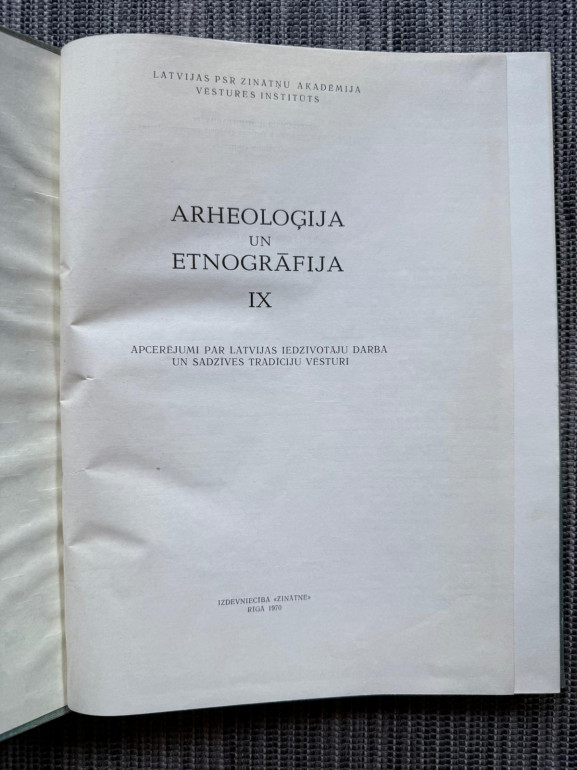 LATVIJAS PSR ZINĀTŅU AKADĒMIJA
VĒSTURES INSTITŪTS
ARHEOLOĢIJA
UN
ETNOGRĀFIJA
IX
APCERĒJUMI PAR LATVIJAS IEDZĪVOTĀJU DARBA
UN SADZĪVES TRADĪCIJU VĒSTURI
IZDEVNIECĪBA «ZINĀTNE»
RĪGĀ 1970